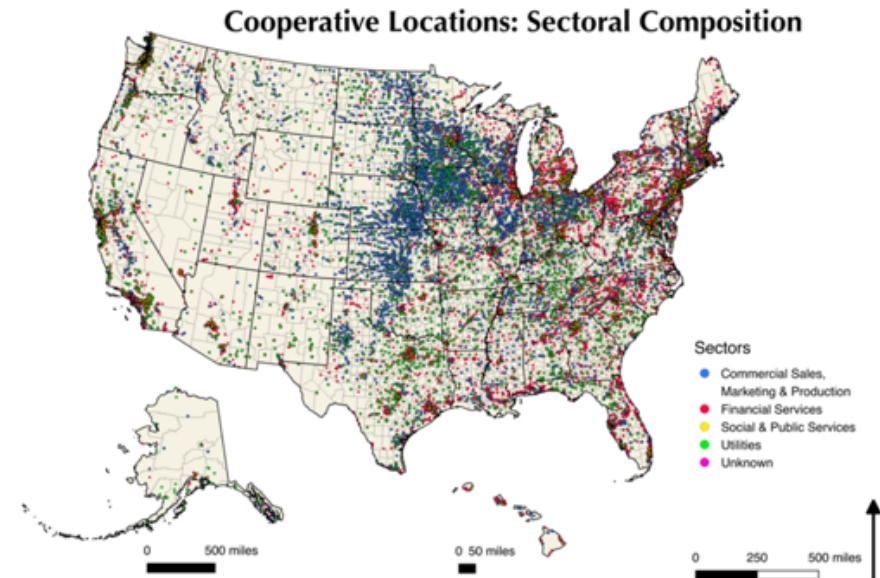 Cooperative Locations: Sectoral Composition
Sectors
Commercial Sales,
Marketing & Production
Financial Services
Social & Public Services
Utilities
Unknown
0 500 miles
0 50 miles
0 250 500 miles